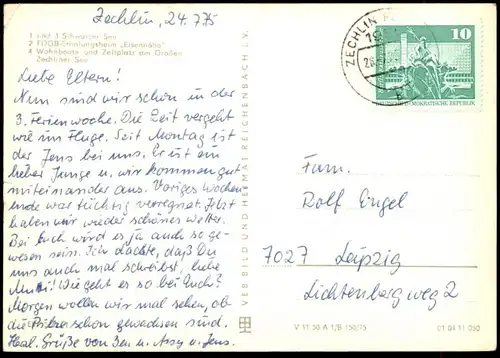 Zechlin, 24.7.75
1 und 3 Schwarzer See
2 FDGB-Erholungsheim „Eisenhöhe"
4 Wohnboote und Zeltplatz am Großen
Zechliner See
Liebe Eltern!
Nun sind wir schon in der
3. Ferienwoche. Die Zeit vergeht
wie im Fluge. Seit Montag ist
der Jens bei uns. Er ist ein
lieber Junge u. wir kommen gut
miteinander aus. Voriges Wochen
ende war tüchtig verregnet. Jetzt
haben wir wieder schönes Wetter.
Bei Euch wird es ja auch so ge-
wesen sein. Ich dachte, daß Du
uns auch mal schreibst, liebe
Mutti! Wie geht es so bei Euch?
Morgen wollen wir mal sehen, ob
die Pilze schon gewachsen sind.
Herzl. Grüße von u. Jens.
VEB BILD UND HEIMAT REICHENBACH I. V.
ZECHLIN
10
DEUTSCHE DEMOKRATISCHE REPUBLIK
Fam.
Rolf Engel
7027 Leipzig
Lichtenbergweg 2
V 11 50 A 1/B 150/75
01 04 11 050